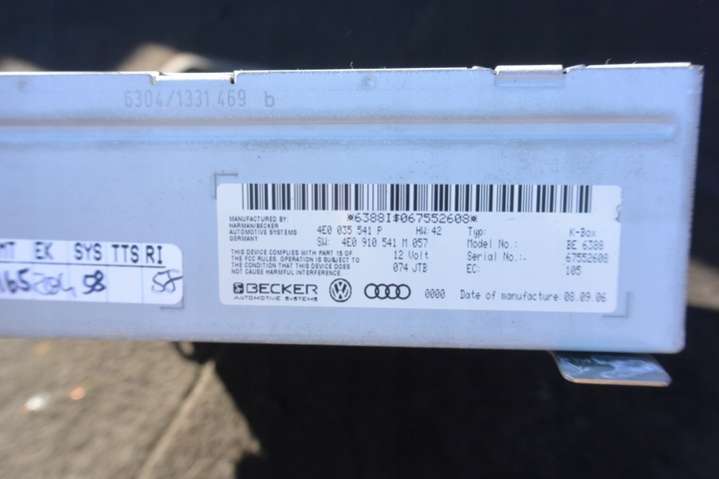 6304/1331 469 b
*6388I$067552608*
MANUFACTURED BY:
HARMAN/BECKER
AUTOMOTIVE SYSTEMS
GERMANY
4E0 035 541 P HW: 42 Typ: K-Box
SW: 4E0 910 541 M 057 Model No.: BE 6388
12 Volt Serial No.: 67552608
074 JTB EC: 105
THIS DEVICE COMPLIES WITH PART 15 OF
THE FCC RULES. OPERATION IS SUBJECT TO
THE CONDITION THAT THIS DEVICE DOES
NOT CAUSE HARMFUL INTERFERENCE
BECKER
AUTOMOTIVE SYSTEMS
0000 Date of manufacture: 08.09.06
EK SYS TTS RI
58 58